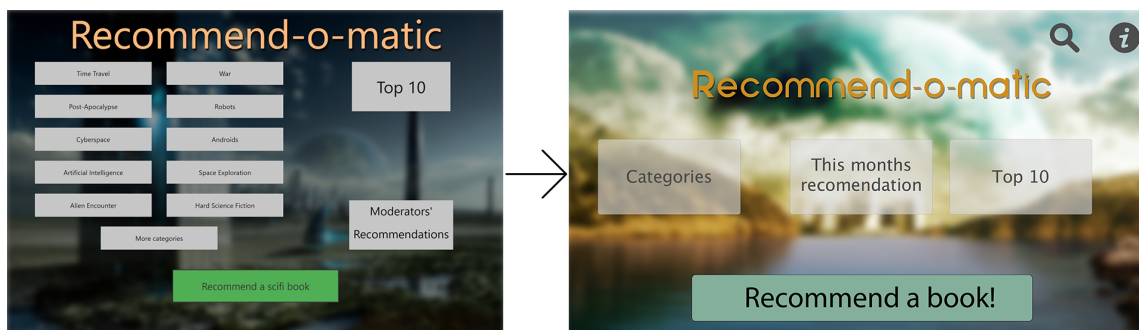 Recommend-o-matic
Time Travel
War
Post-Apocalypse
Robots
Cyberspace
Androids
Artificial Intelligence
Space Exploration
Alien Encounter
Hard Science Fiction
More categories
Top 10
Moderators'
Recommendations
Recommend a scifi book
i
Recommend-o-matic
Categories
This months
recomendation
Top 10
Recommend a book!